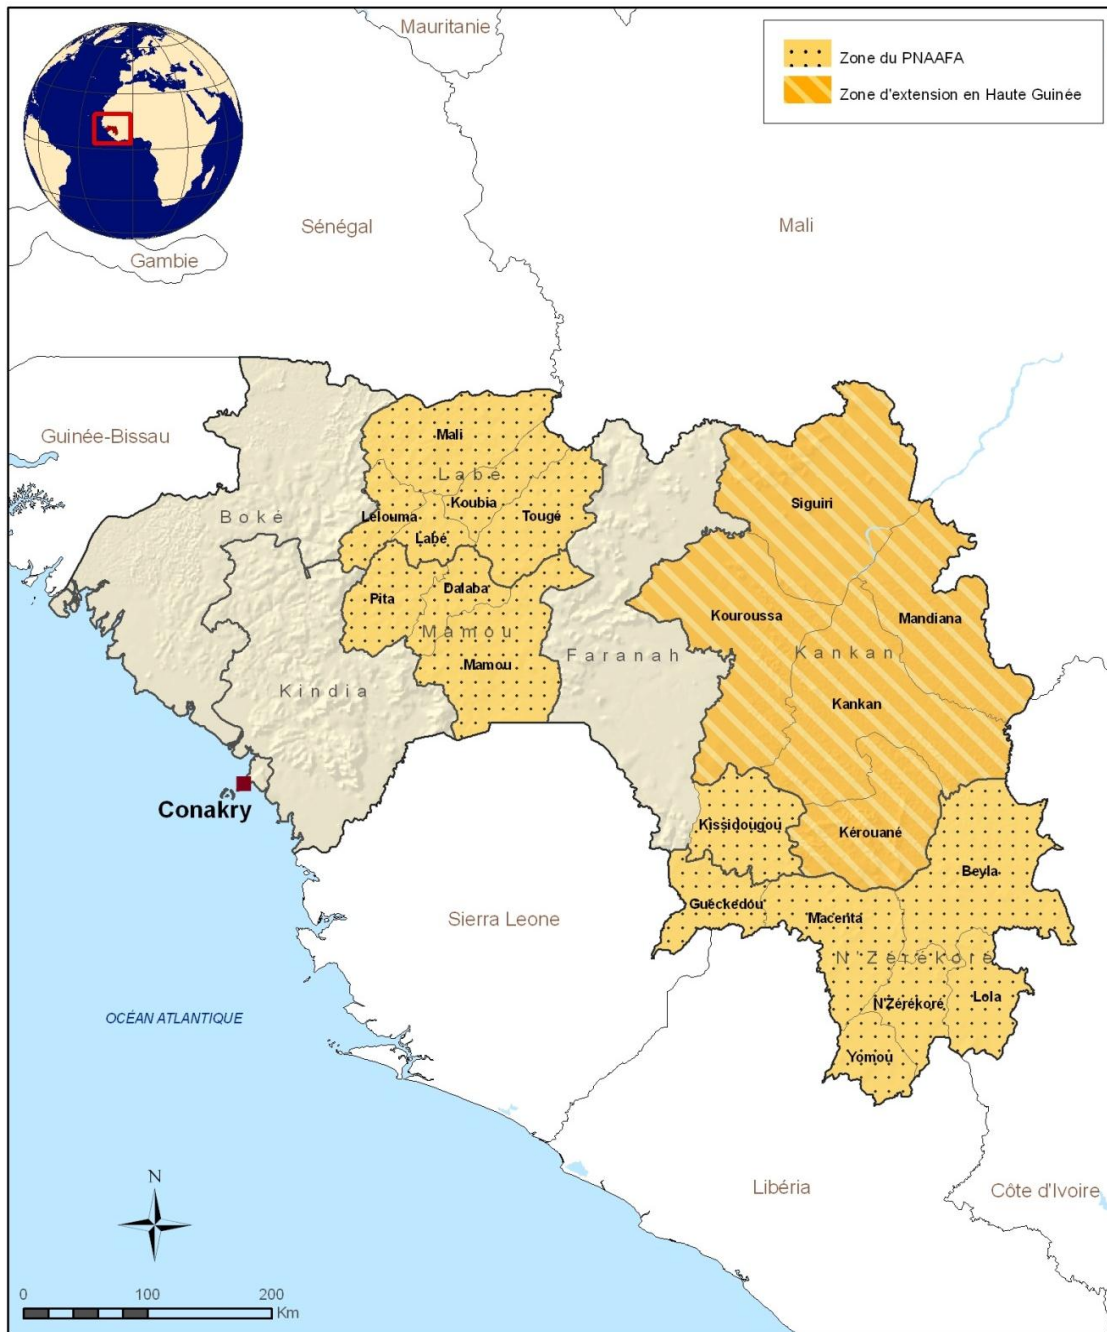 Mauritanie
Zone du PNAAFA
Zone d'extension en Haute Guinée
Sénégal
Mali
Gambie
Guinée-Bissau
Mali
Labé
Siguiri
Koubia
Lélouma
Tougé
Boké
Labé
Dalaba
Pita
Kouroussa
Mandiana
Mamou
Kankan
Faranah
Mamou
Kindia
Kankan
Conakry
Kissidougou
Kérouané
Beyla
Guéckédou
Macenta
Sierra Leone
N'Zérékoré
N'Zérékoré
Lola
OCÉAN ATLANTIQUE
Yomou
N
Libéria
Côte d'Ivoire
0 100 200
Km